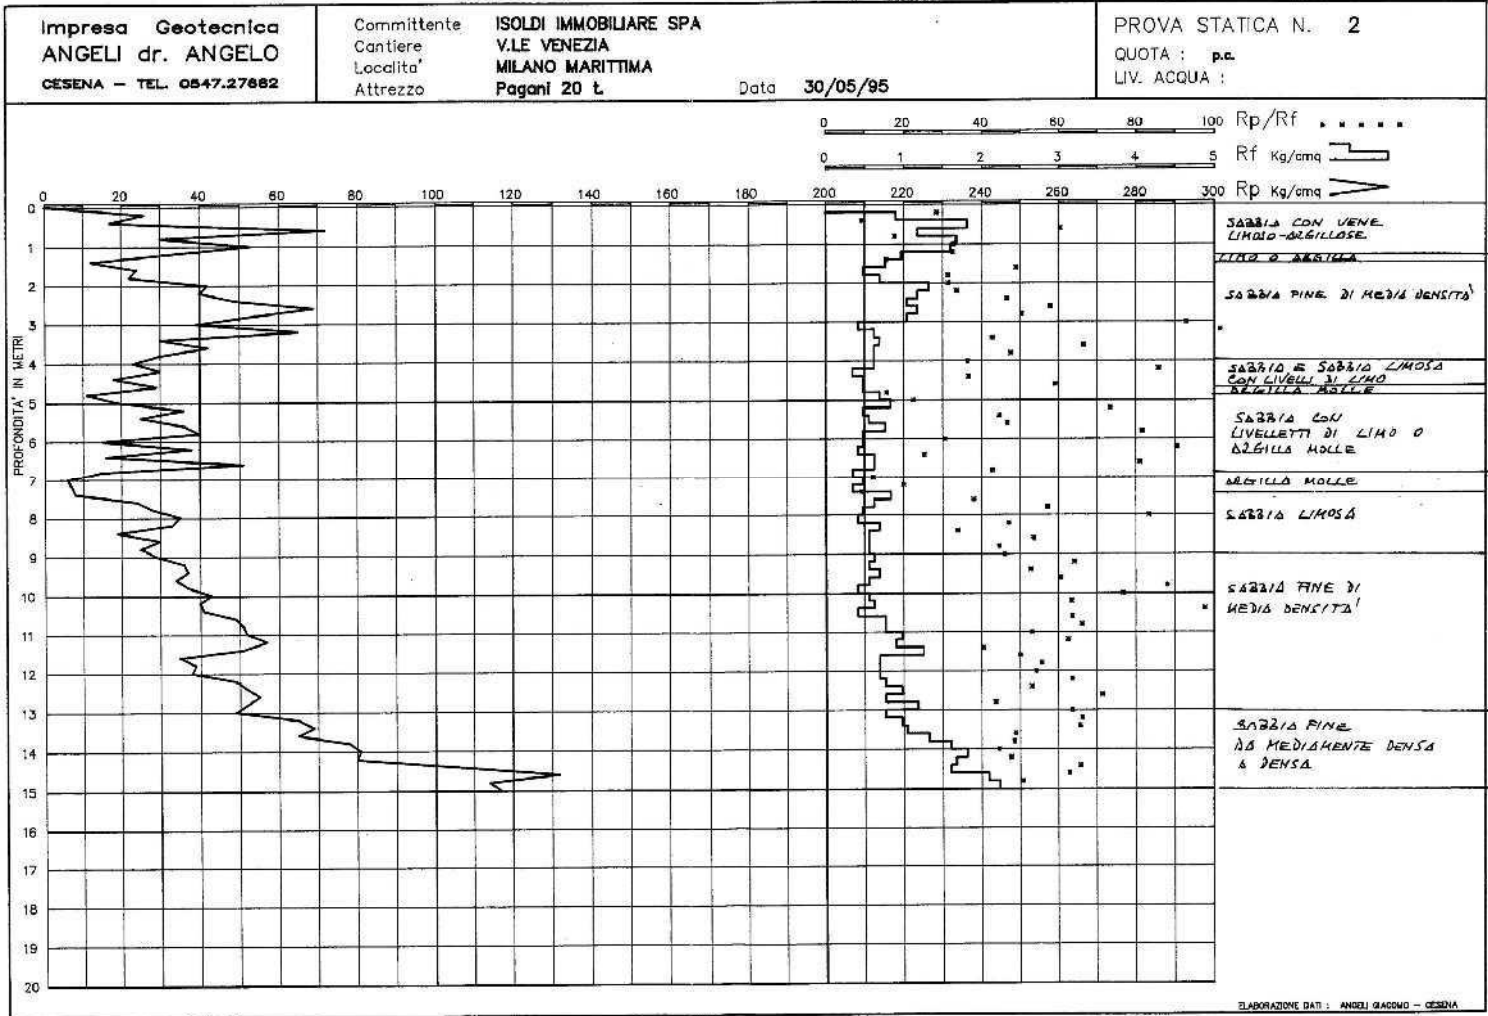 Impresa Geotecnica
ANGELI dr. ANGELO
CESENA – TEL. 0547.27682
Committente ISOLDI IMMOBILIARE SPA
Cantiere V.LE VENEZIA
Localita' MILANO MARITTIMA
Attrezzo Pagani 20 t. Data 30/05/95
PROVA STATICA N. 2
QUOTA : p.c.
LIV. ACQUA :
0 20 40 60 80 100 Rp/Rf
0 1 2 3 4 5 Rf Kg/cmq
0 20 40 60 80 100 120 140 160 180 200 220 240 260 280 300 Rp Kg/cmq
PROFONDITA' IN METRI
0
1
2
3
4
5
6
7
8
9
10
11
12
13
14
15
16
17
18
19
20
SABBIA CON VENE
LIMOSO-ARGILLOSE
LIMO O ARGILLA
SABBIA FINE DI MEDIA DENSITA'
SABBIA E SABBIA LIMOSA
CON LIVELLI DI LIMO
ARGILLA MOLLE
SABBIA CON
LIVELLETTI DI LIMO O
ARGILLA MOLLE
ARGILLA MOLLE
SABBIA LIMOSA
SABBIA FINE DI
MEDIA DENSITA'
SABBIA FINE
DA MEDIAMENTE DENSA
A DENSA
ELABORAZIONE DATI : ANGELI GIACOMO – CESENA